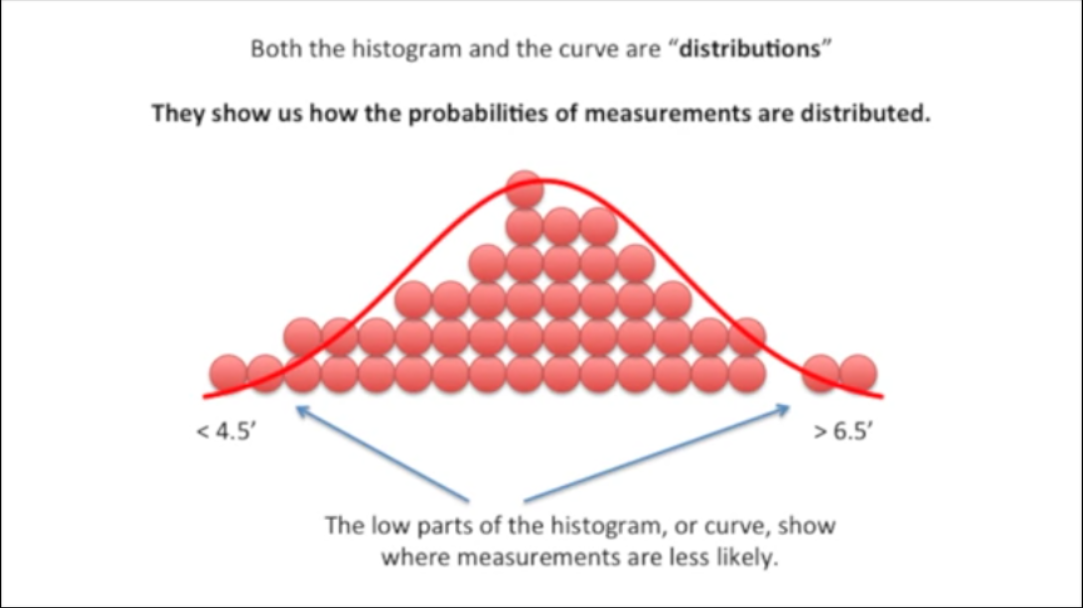 Both the histogram and the curve are “distributions”
They show us how the probabilities of measurements are distributed.
< 4.5’
> 6.5’
The low parts of the histogram, or curve, show
where measurements are less likely.